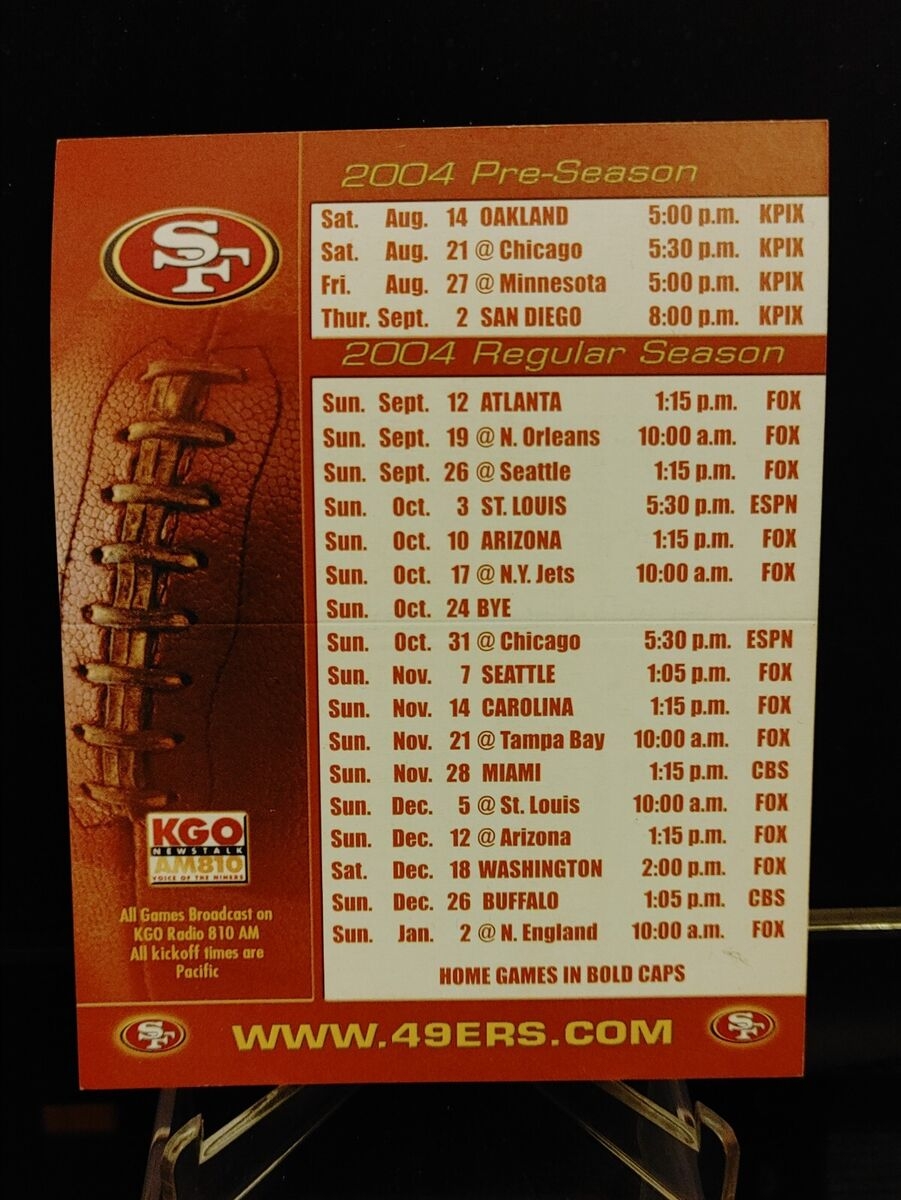 SF
2004 Pre-Season
Sat. Aug. 14 OAKLAND 5:00 p.m. KPIX
Sat. Aug. 21 @ Chicago 5:30 p.m. KPIX
Fri. Aug. 27 @ Minnesota 5:00 p.m. KPIX
Thur. Sept. 2 SAN DIEGO 8:00 p.m. KPIX
2004 Regular Season
Sun. Sept. 12 ATLANTA 1:15 p.m. FOX
Sun. Sept. 19 @ N. Orleans 10:00 a.m. FOX
Sun. Sept. 26 @ Seattle 1:15 p.m. FOX
Sun. Oct. 3 ST. LOUIS 5:30 p.m. ESPN
Sun. Oct. 10 ARIZONA 1:15 p.m. FOX
Sun. Oct. 17 @ N.Y. Jets 10:00 a.m. FOX
Sun. Oct. 24 BYE
Sun. Oct. 31 @ Chicago 5:30 p.m. ESPN
Sun. Nov. 7 SEATTLE 1:05 p.m. FOX
Sun. Nov. 14 CAROLINA 1:15 p.m. FOX
Sun. Nov. 21 @ Tampa Bay 10:00 a.m. FOX
Sun. Nov. 28 MIAMI 1:15 p.m. CBS
Sun. Dec. 5 @ St. Louis 10:00 a.m. FOX
Sun. Dec. 12 @ Arizona 1:15 p.m. FOX
Sat. Dec. 18 WASHINGTON 2:00 p.m. FOX
Sun. Dec. 26 BUFFALO 1:05 p.m. CBS
Sun. Jan. 2 @ N. England 10:00 a.m. FOX
HOME GAMES IN BOLD CAPS
KGO
NEWSTALK
AM810
VOICE OF THE NINERS
All Games Broadcast on
KGO Radio 810 AM
All kickoff times are
Pacific
SF
WWW.49ERS.COM
SF